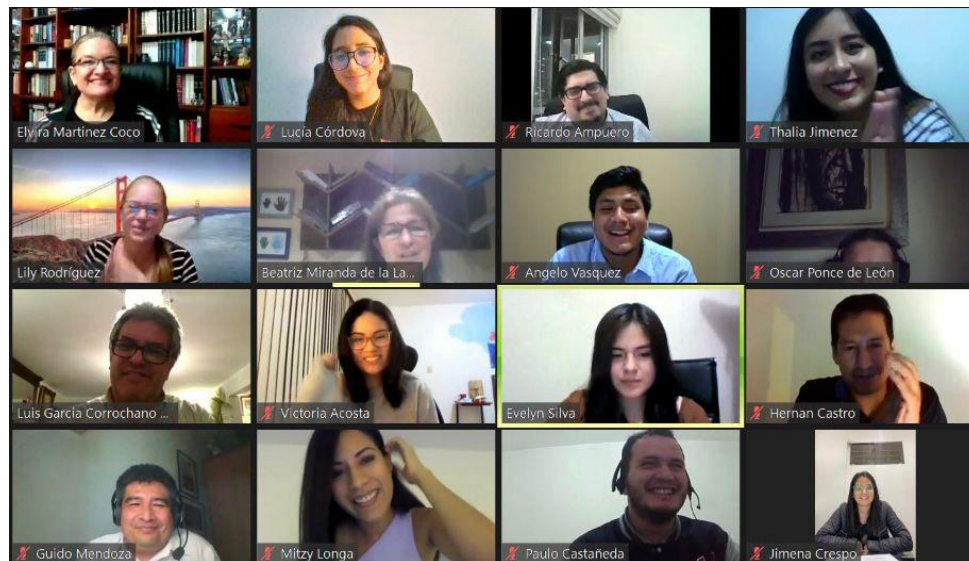 Elvira Martinez Coco
Lucía Córdova
Ricardo Ampuero
Thalia Jimenez
Lily Rodríguez
Beatriz Miranda de la La...
Angelo Vasquez
Oscar Ponce de León
Luis García Corrochano ...
Victoria Acosta
Evelyn Silva
Hernan Castro
Guido Mendoza
Mitzy Longa
Paulo Castañeda
Jimena Crespo